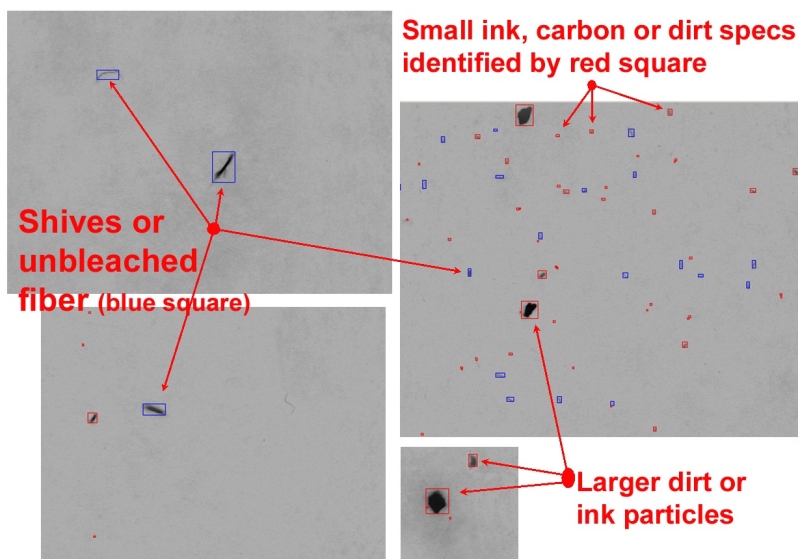 Small ink, carbon or dirt specs
identified by red square
Shives or
unbleached
fiber (blue square)
Larger dirt or
ink particles